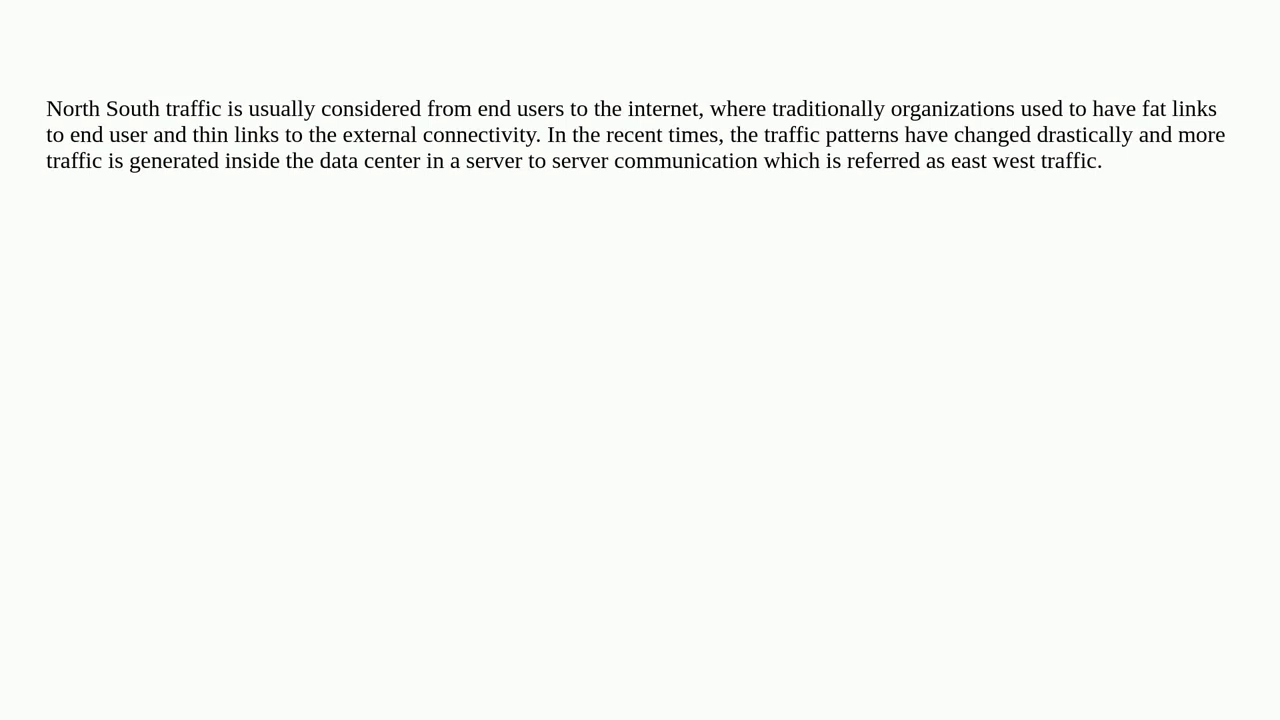 North South traffic is usually considered from end users to the internet, where traditionally organizations used to have fat links
to end user and thin links to the external connectivity. In the recent times, the traffic patterns have changed drastically and more
traffic is generated inside the data center in a server to server communication which is referred as east west traffic.